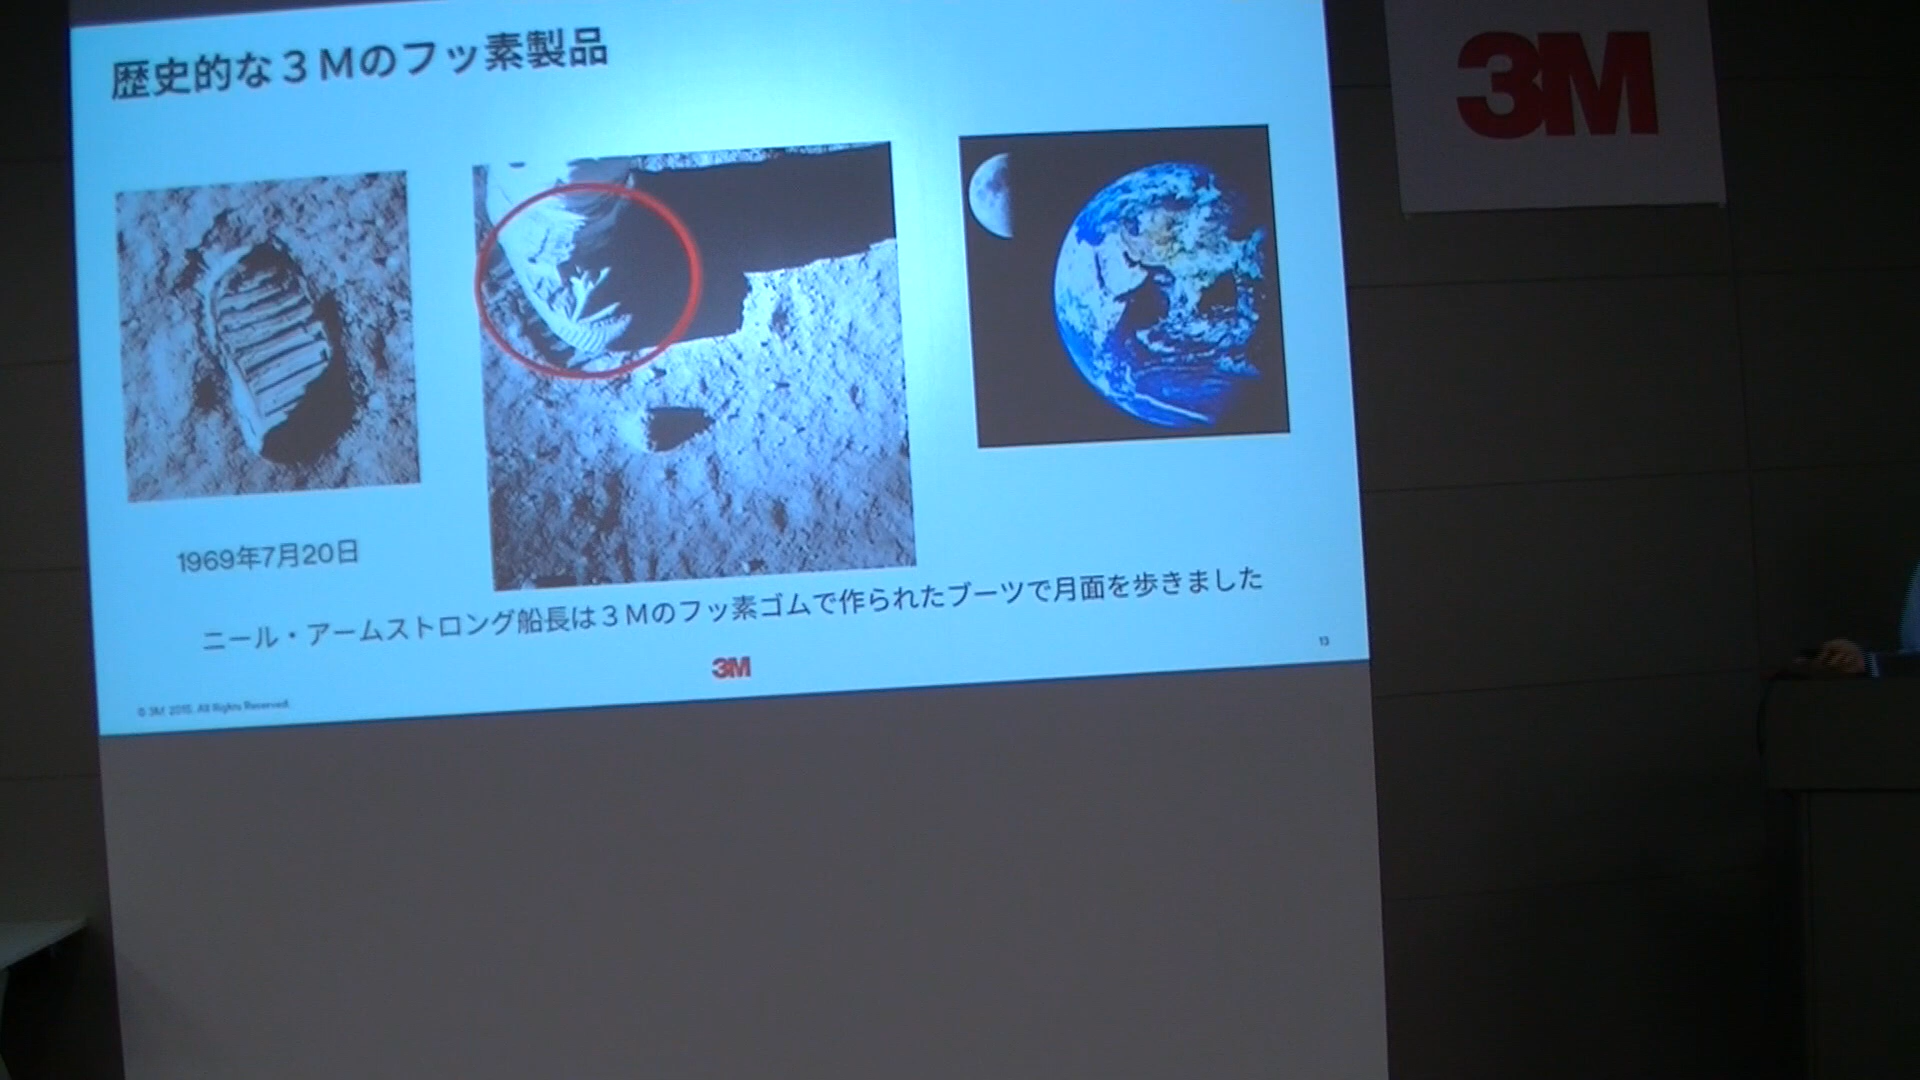 歴史的な３Ｍのフッ素製品
3M
1969年7月20日
ニール・アームストロング船長は３Ｍのフッ素ゴムで作られたブーツで月面を歩きました
13
3M
© 3M 2015. All Rights Reserved.